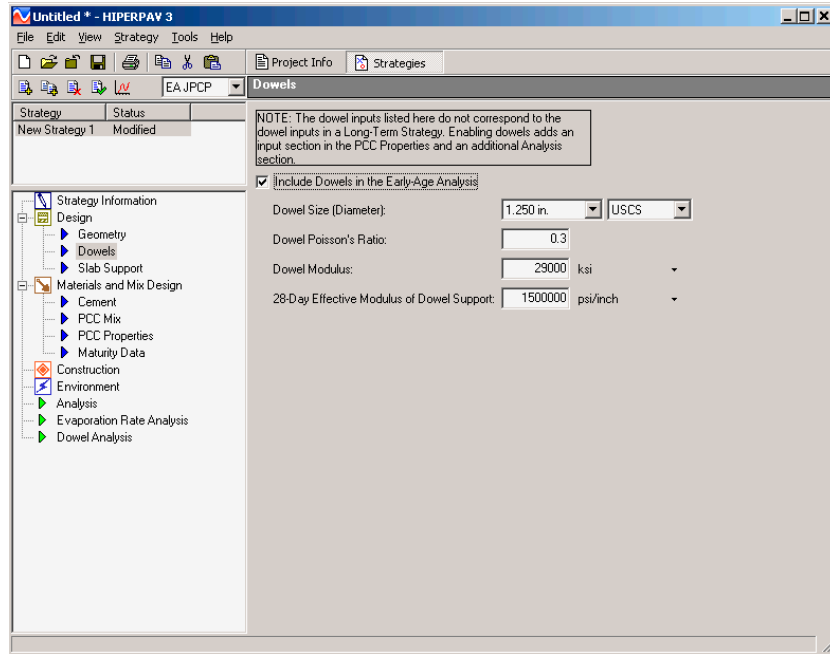 Untitled * - HIPERPAV 3
File Edit View Strategy Tools Help
Project Info Strategies
EAJPCP Dowels
Strategy Status
New Strategy 1 Modified
NOTE: The dowel inputs listed here do not correspond to the
dowel inputs in a Long-Term Strategy. Enabling dowels adds an
input section in the PCC Properties and an additional Analysis
section.
Include Dowels in the Early-Age Analysis
Dowel Size (Diameter): 1.250 in. USCS
Dowel Poisson's Ratio: 0.3
Dowel Modulus: 29000 ksi
28-Day Effective Modulus of Dowel Support: 1500000 psi/inch
Strategy Information
Design
Geometry
Dowels
Slab Support
Materials and Mix Design
Cement
PCC Mix
PCC Properties
Maturity Data
Construction
Environment
Analysis
Evaporation Rate Analysis
Dowel Analysis